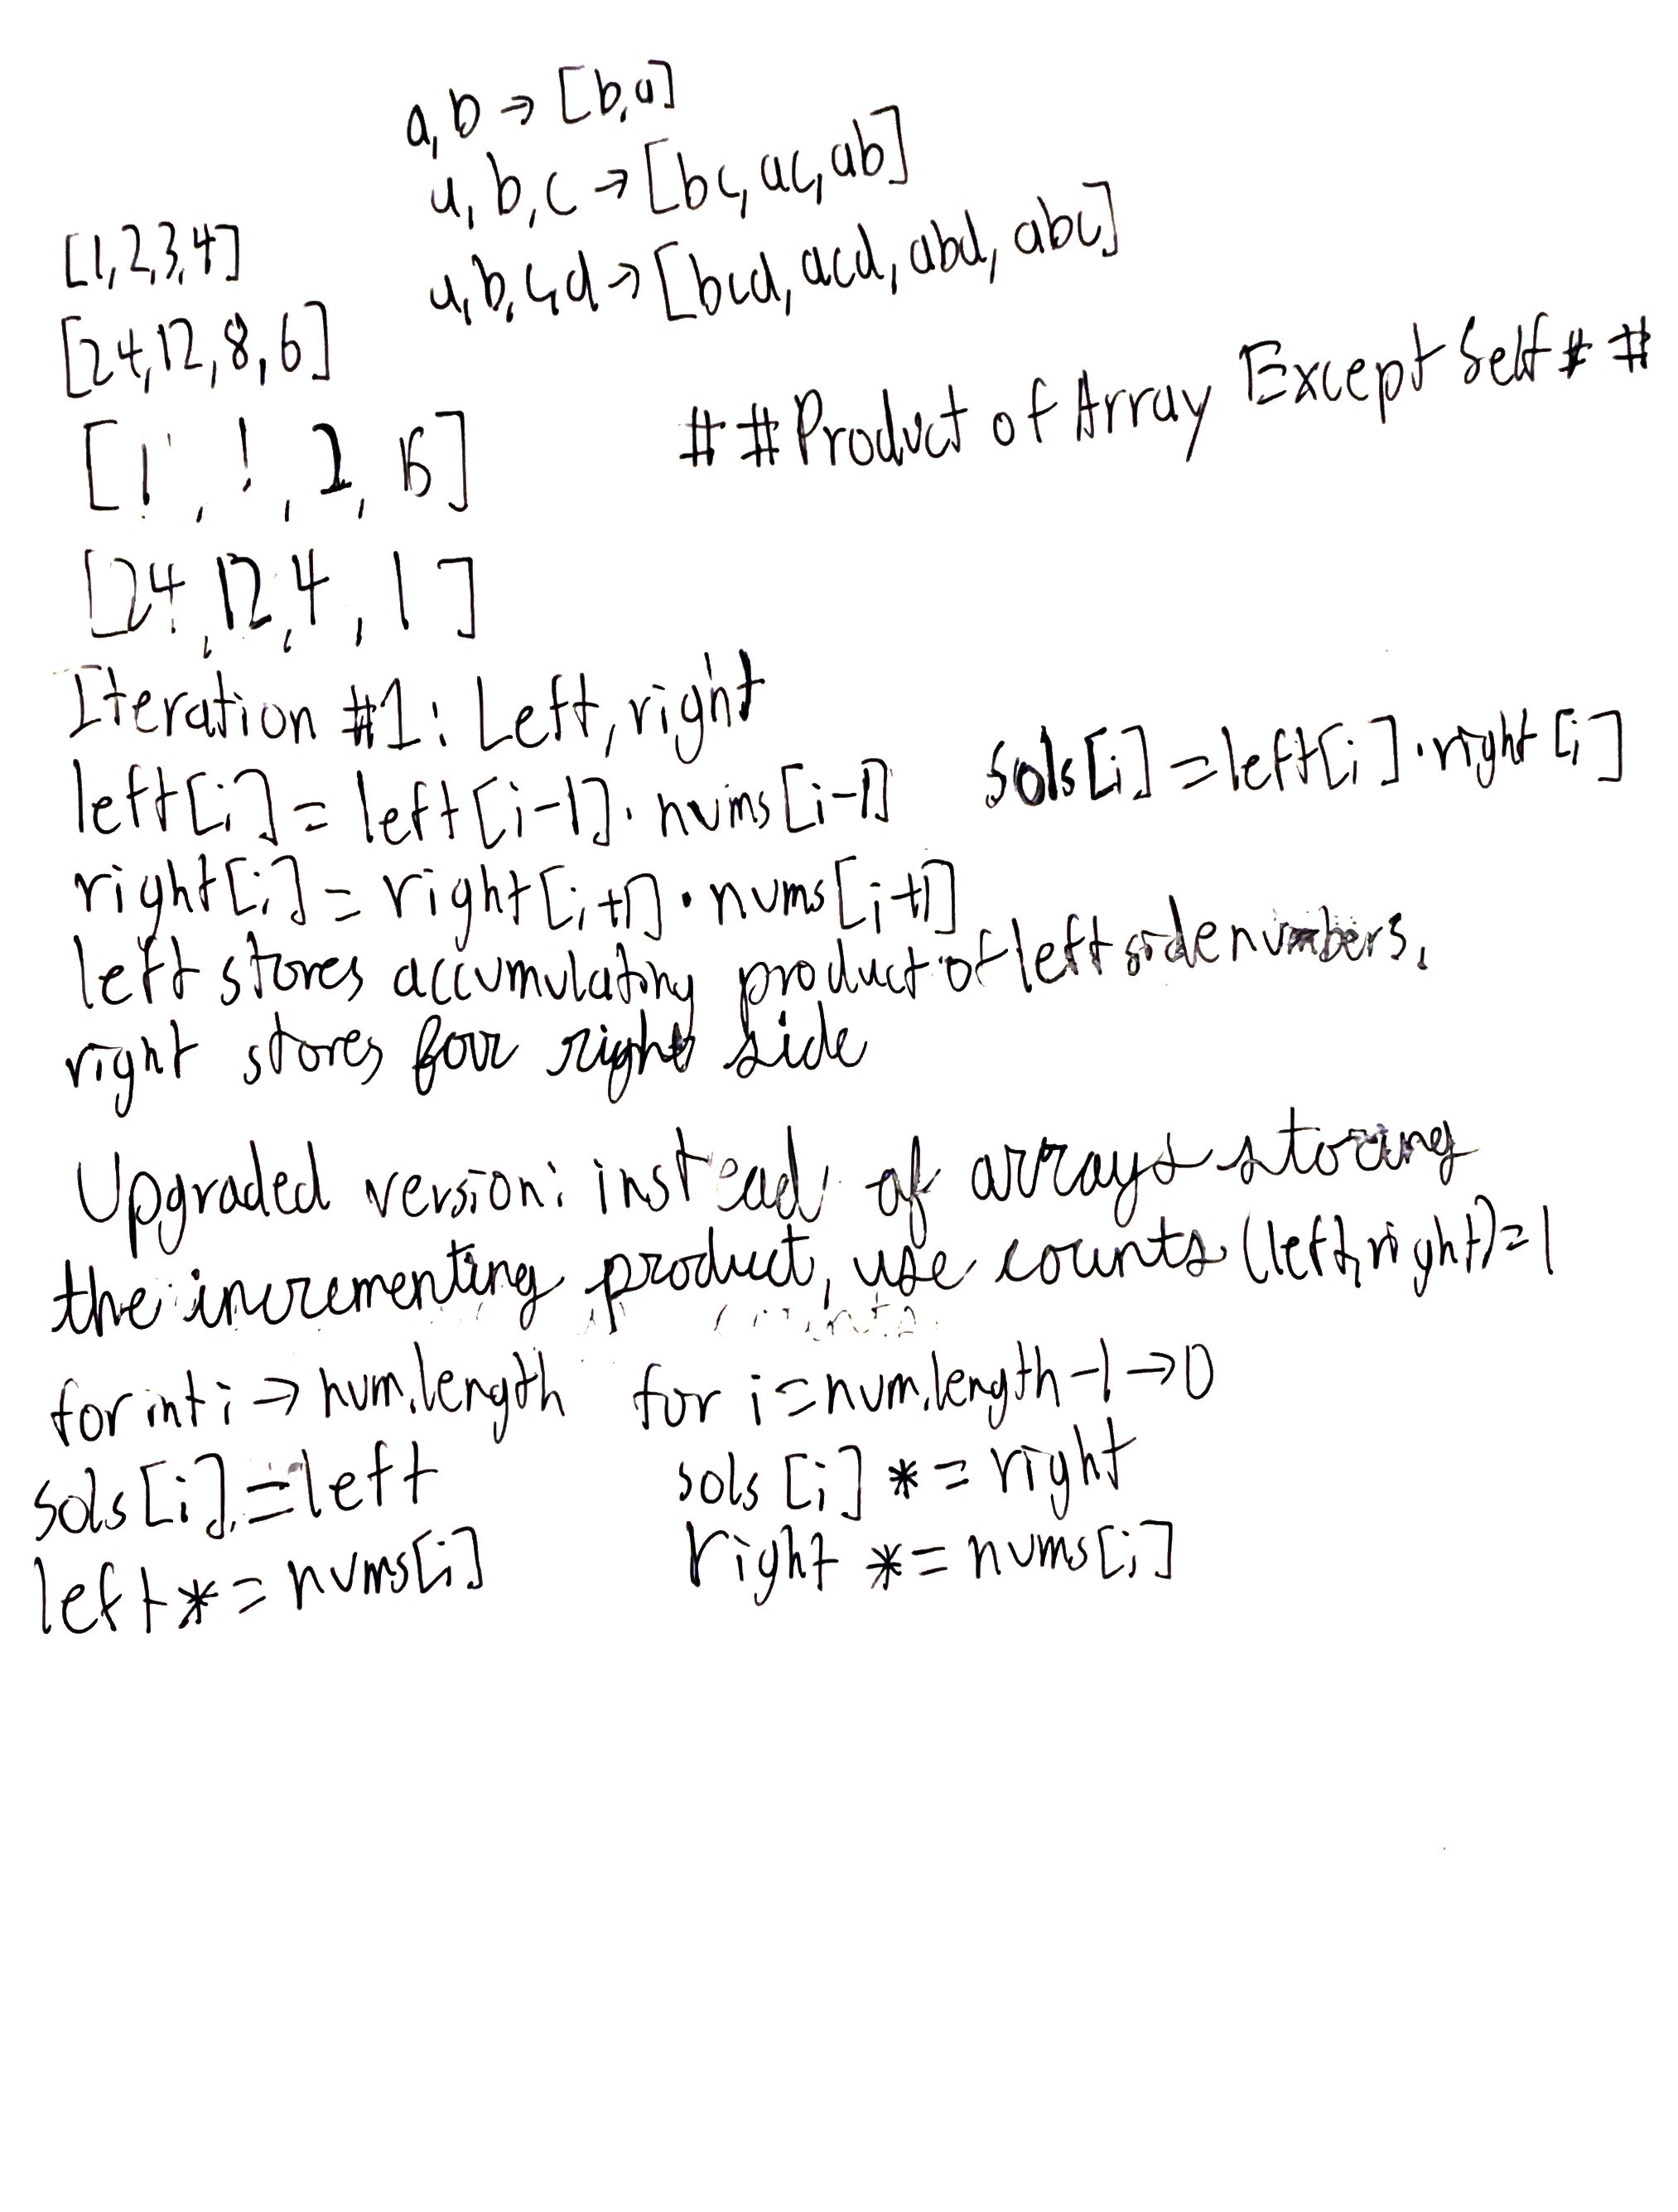 a,b → [b,a]
a,b,c → [bc,ac,ab]
a,b,c,d → [bcd, acd, abd, abc]
[1,2,3,4]
[24,12,8,6]
##Product of Array Except Self##
[1, 1, 2, 6]
[24,12,4, 1]
Iteration #1: Left, right
left[i] = left[i-1]·nums[i-1]
sols[i] = left[i]·right[i]
right[i] = right[i+1]·nums[i+1]
left stores accumulating product of left side numbers.
right stores for right side
Upgraded version: instead of arrays storing
the incrementing product, use counts (left, right)=1
for int i → num.length
for i = num.length-1 → 0
sols[i] = left
sols[i] *= right
left *= nums[i]
right *= nums[i]